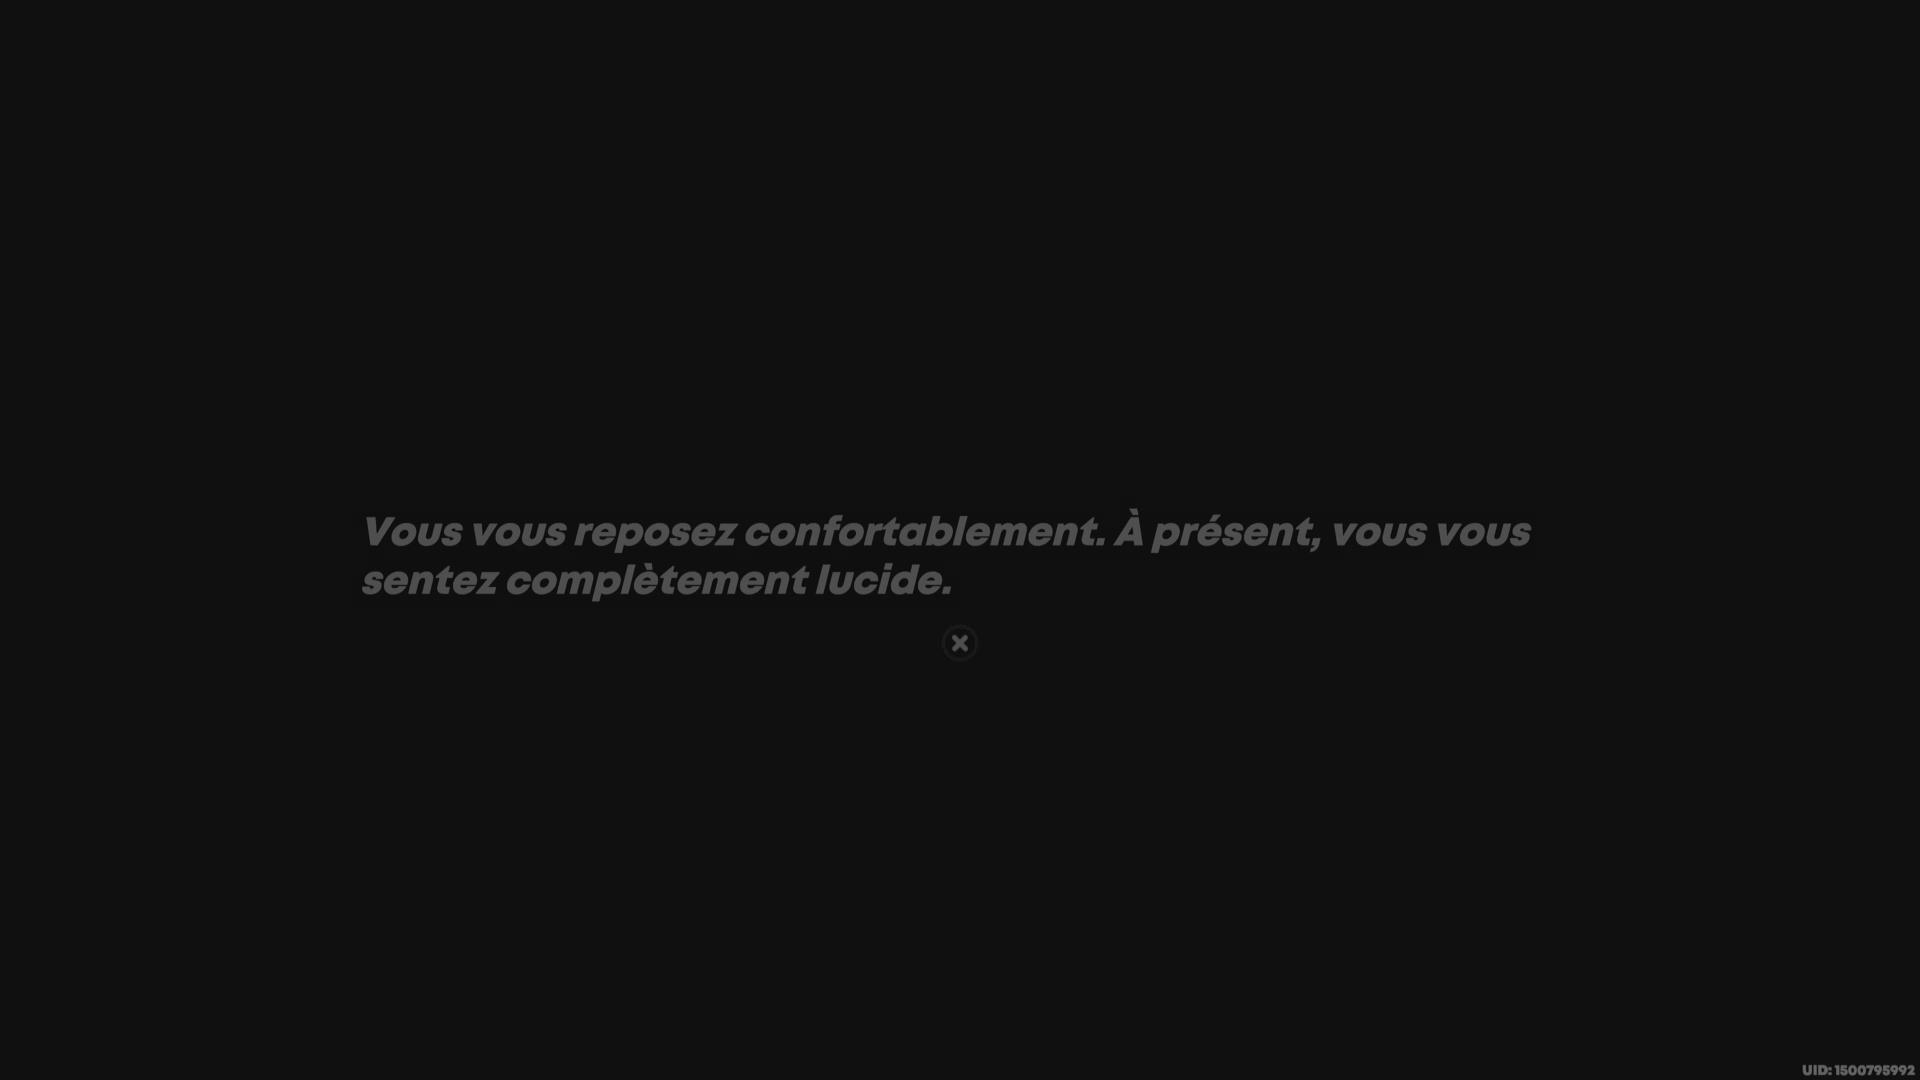 Vous vous reposez confortablement. À présent, vous vous
sentez complètement lucide.
UID: 1500795992